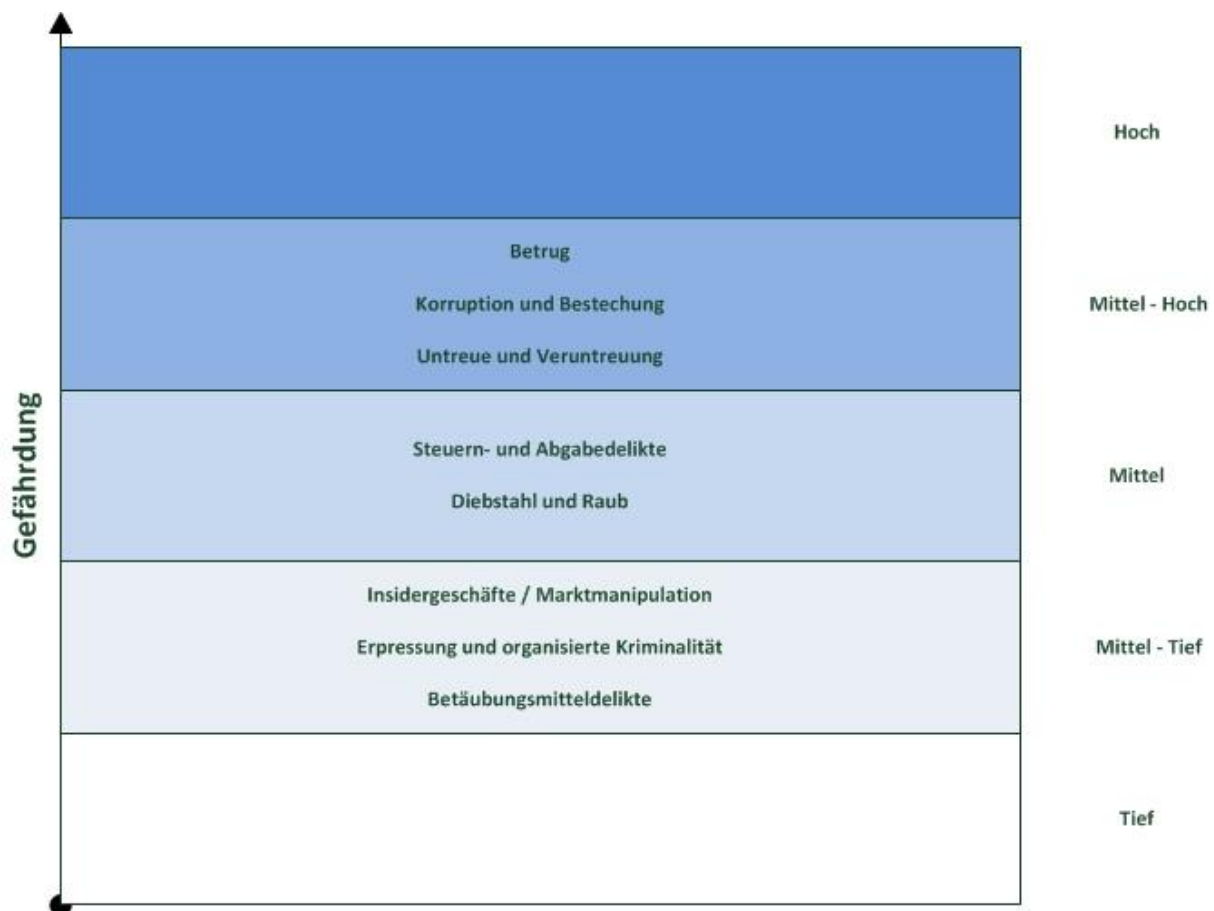 Gefährdung
Hoch
Betrug
Korruption und Bestechung
Mittel - Hoch
Untreue und Veruntreuung
Steuern- und Abgabedelikte
Mittel
Diebstahl und Raub
Insidergeschäfte / Marktmanipulation
Erpressung und organisierte Kriminalität
Mittel - Tief
Betäubungsmitteldelikte
Tief